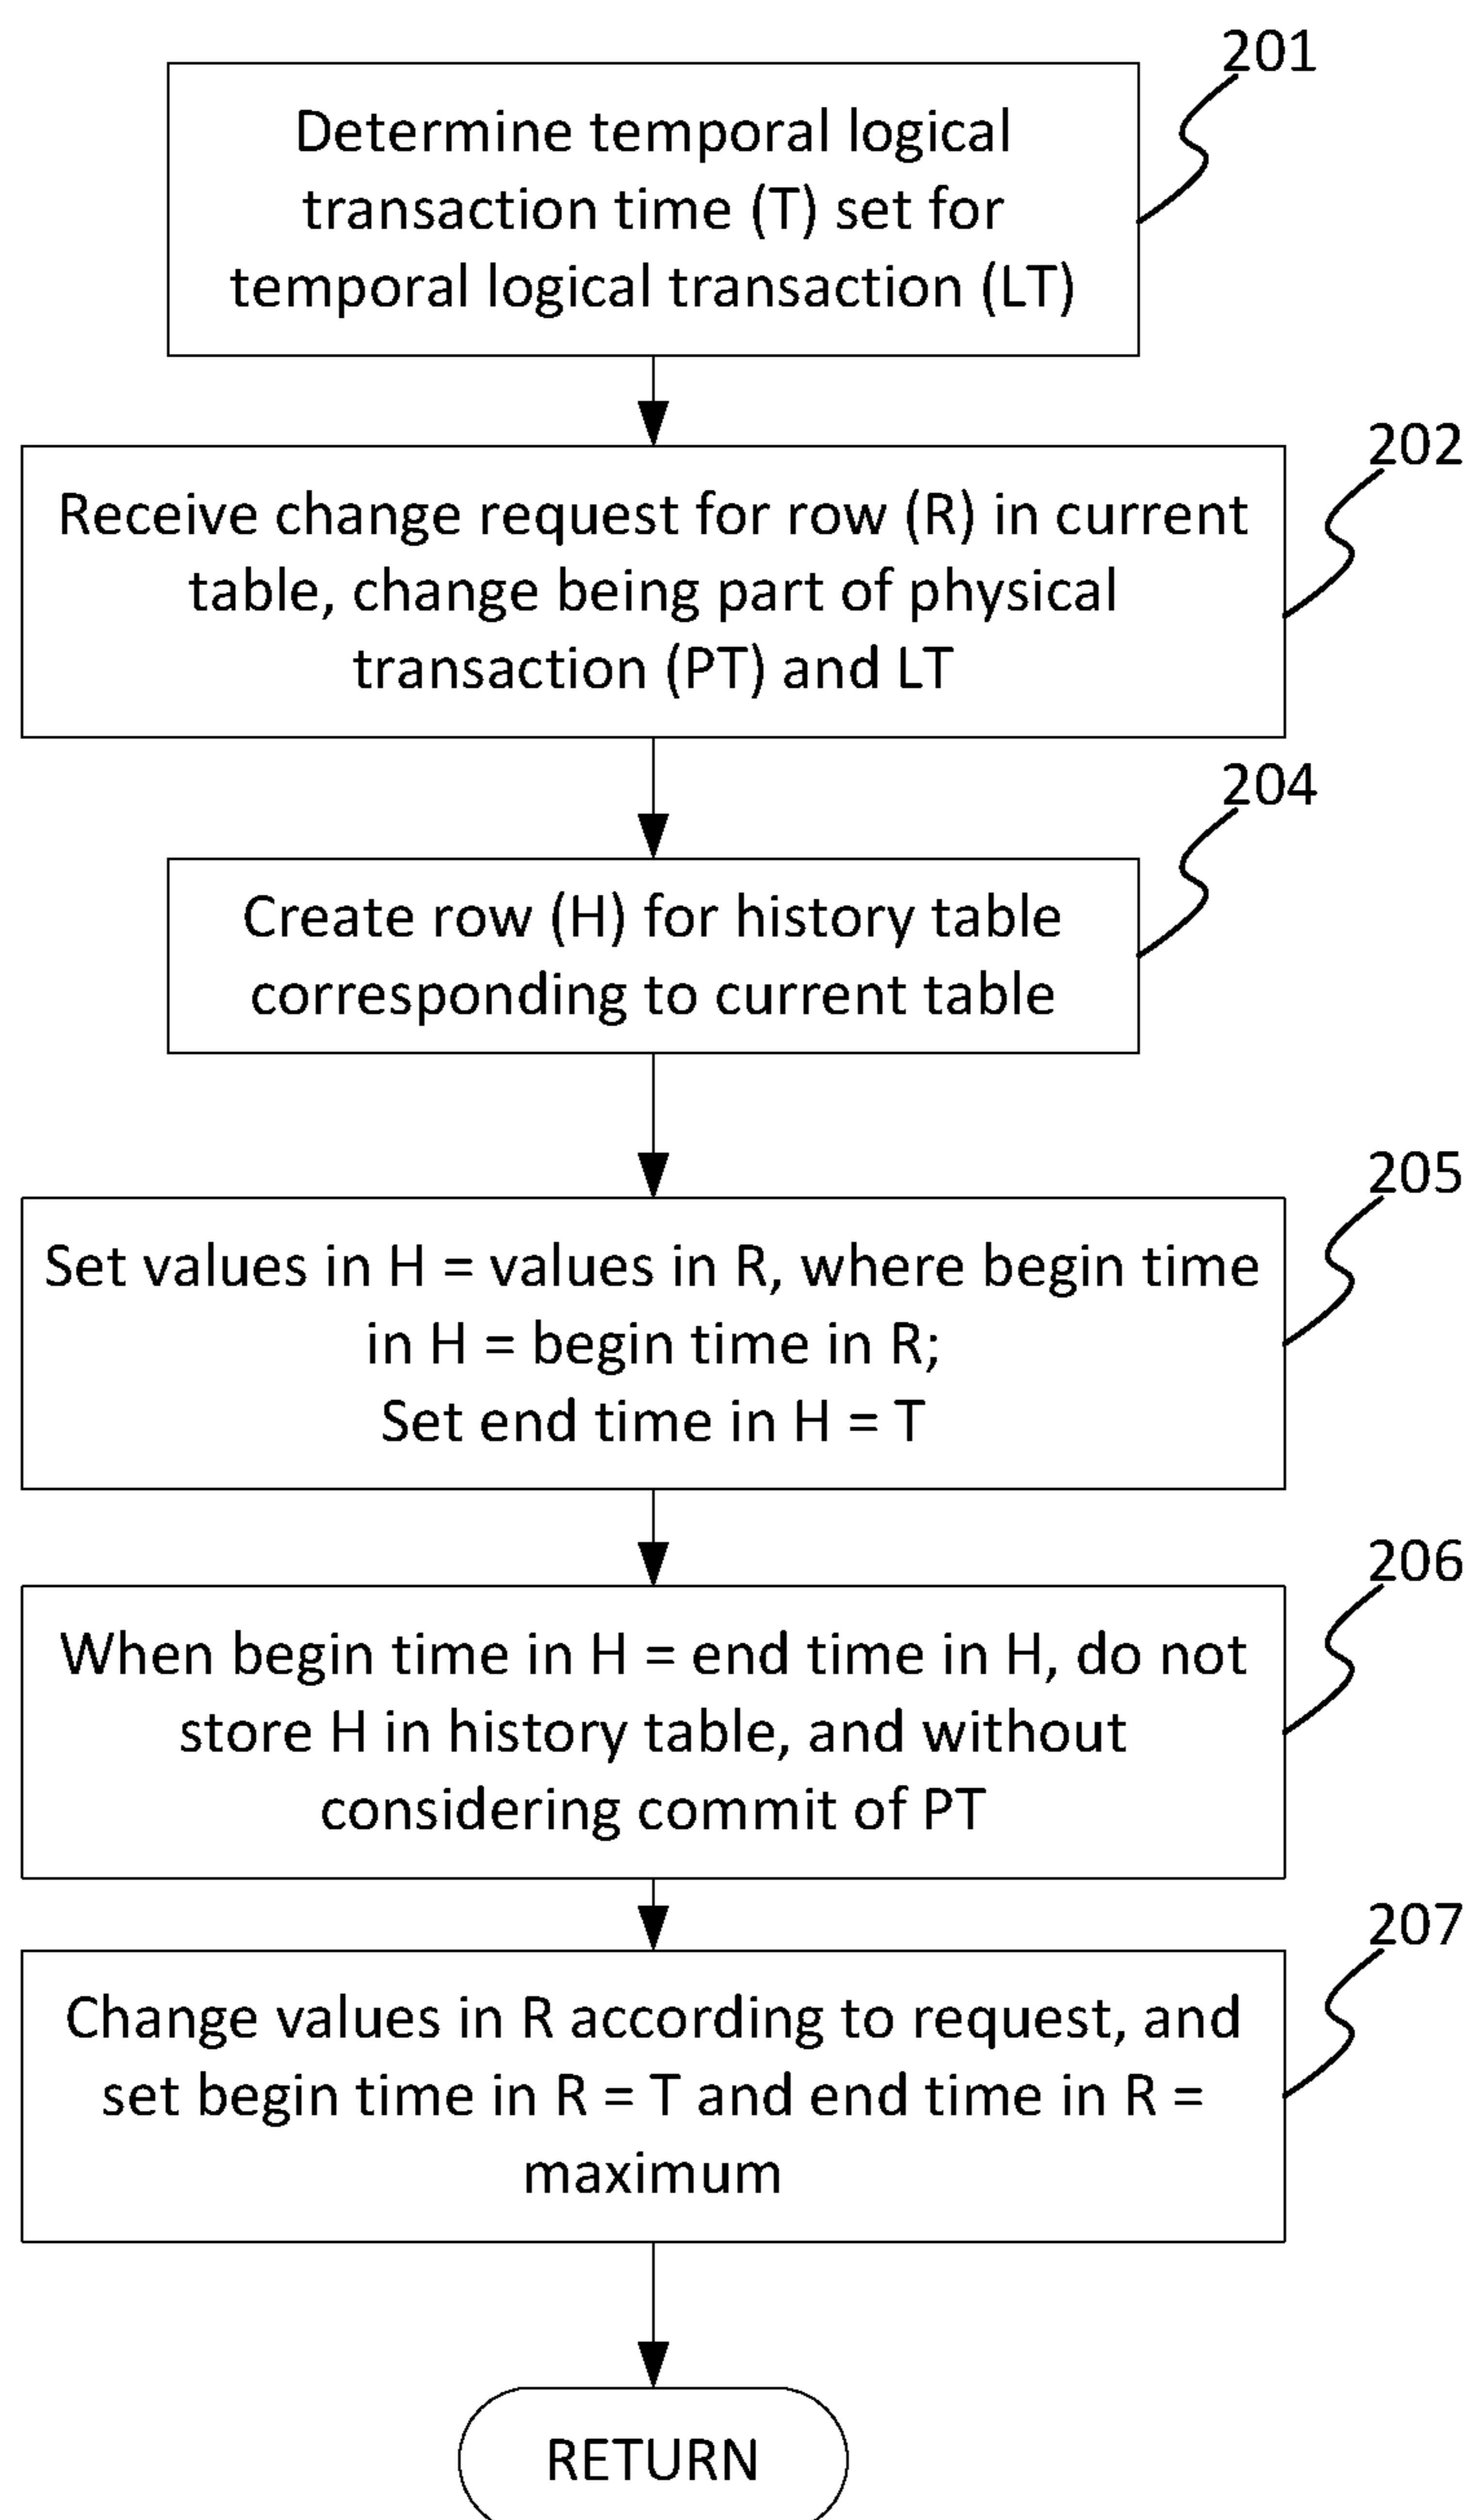 201
Determine temporal logical
transaction time (T) set for
temporal logical transaction (LT)
202
Receive change request for row (R) in current
table, change being part of physical
transaction (PT) and LT
204
Create row (H) for history table
corresponding to current table
205
Set values in H = values in R, where begin time
in H = begin time in R;
Set end time in H = T
206
When begin time in H = end time in H, do not
store H in history table, and without
considering commit of PT
207
Change values in R according to request, and
set begin time in R = T and end time in R =
maximum
RETURN